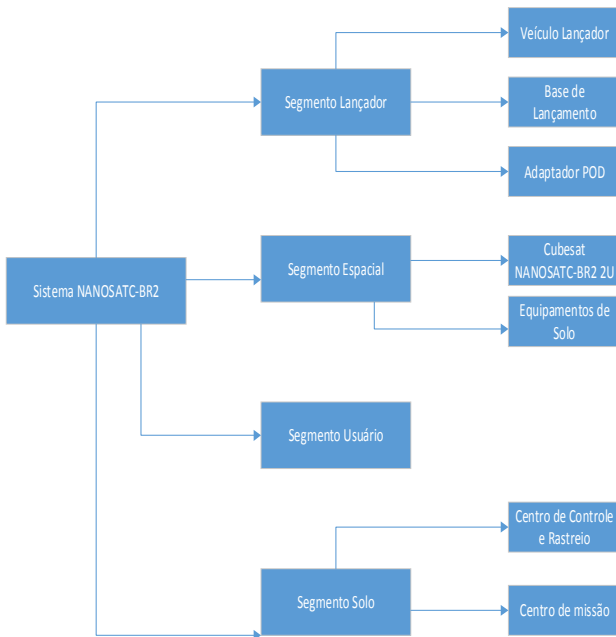 Sistema NANOSATC-BR2
Segmento Lançador
Veículo Lançador
Base de
Lançamento
Adaptador POD
Segmento Espacial
Cubesat
NANOSATC-BR2 2U
Equipamentos de
Solo
Segmento Usuário
Segmento Solo
Centro de Controle
e Rastreio
Centro de missão